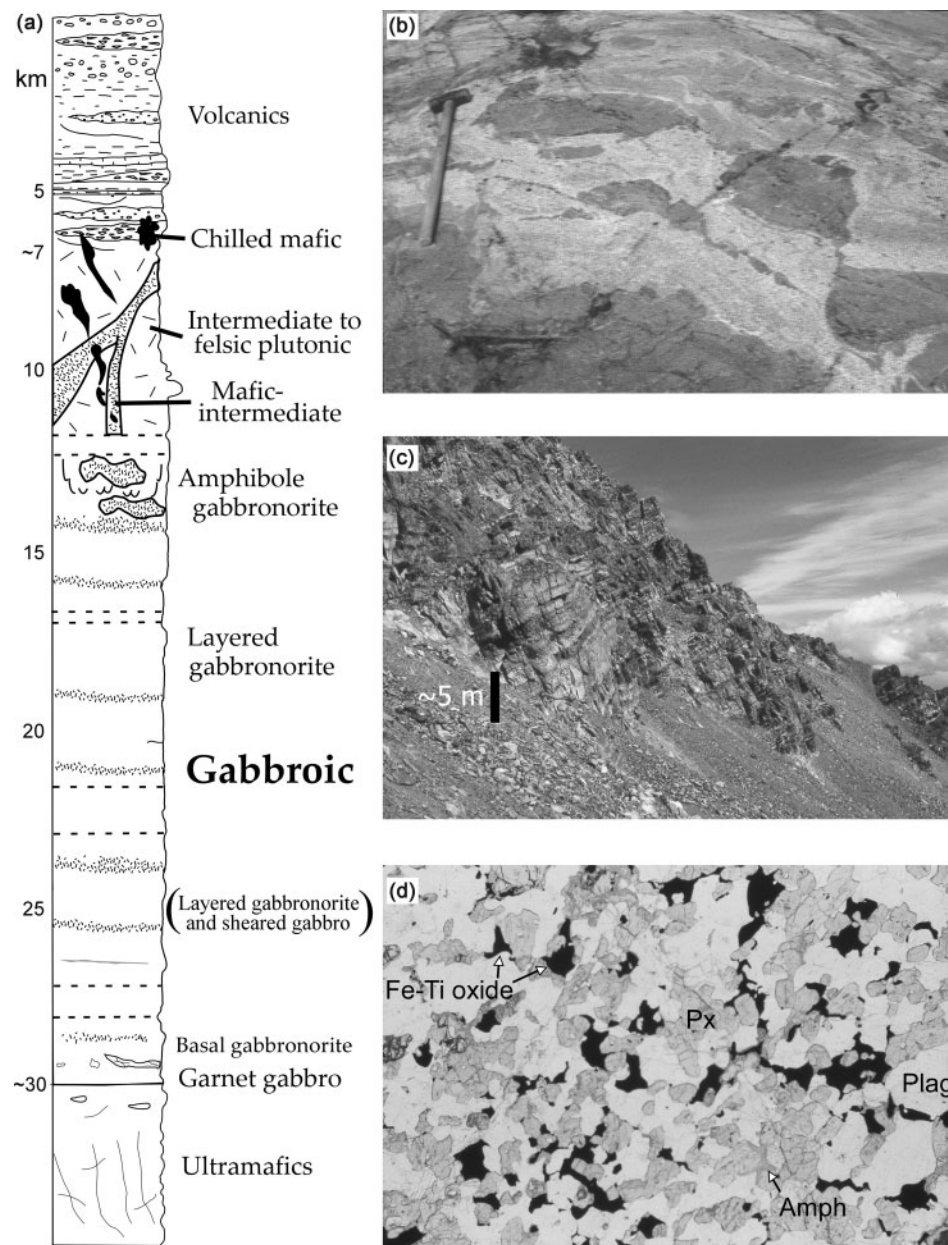 (a)
km
Volcanics
5
Chilled mafic
~7
Intermediate to
felsic plutonic
10
Mafic-
intermediate
Amphibole
gabbronorite
15
Layered
gabbronorite
20
Gabbroic
25
(Layered gabbronorite
and sheared gabbro)
Basal gabbronorite
Garnet gabbro
~30
Ultramafics
(b)
(c)
~5 m
(d)
Fe-Ti oxide
Px
Plag
Amph